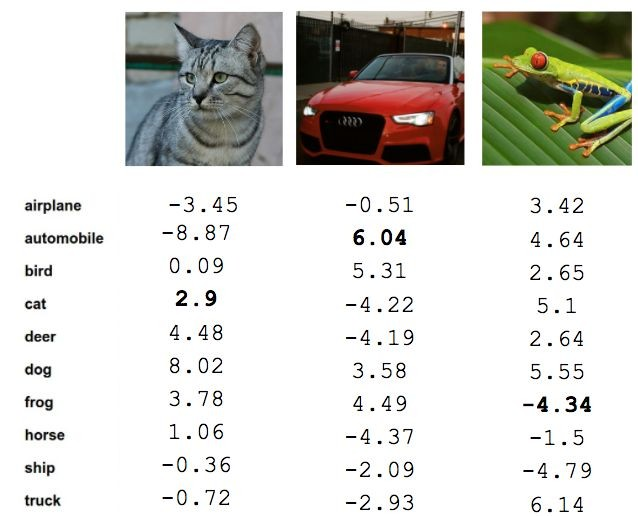 airplane -3.45 -0.51 3.42
automobile -8.87 6.04 4.64
bird 0.09 5.31 2.65
cat 2.9 -4.22 5.1
deer 4.48 -4.19 2.64
dog 8.02 3.58 5.55
frog 3.78 4.49 -4.34
horse 1.06 -4.37 -1.5
ship -0.36 -2.09 -4.79
truck -0.72 -2.93 6.14